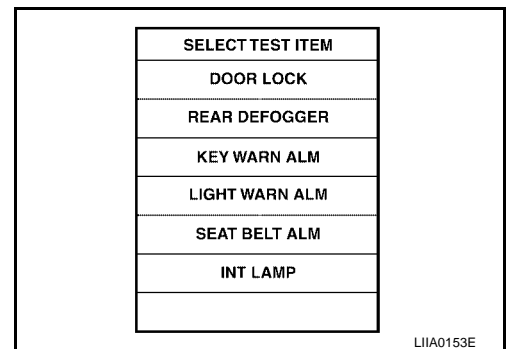 SELECT TEST ITEM
DOOR LOCK
REAR DEFOGGER
KEY WARN ALM
LIGHT WARN ALM
SEAT BELT ALM
INT LAMP
LIIA0153E